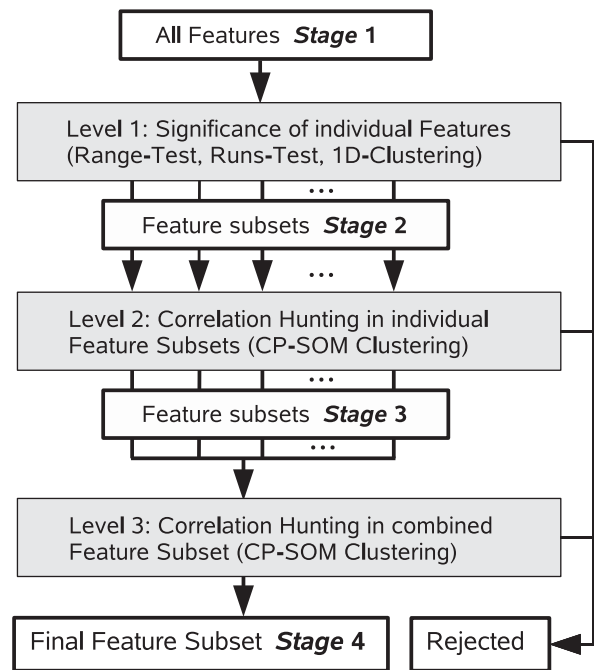 All Features Stage 1
Level 1: Significance of individual Features
(Range-Test, Runs-Test, 1D-Clustering)
...
Feature subsets Stage 2
...
Level 2: Correlation Hunting in individual
Feature Subsets (CP-SOM Clustering)
...
Feature subsets Stage 3
...
Level 3: Correlation Hunting in combined
Feature Subset (CP-SOM Clustering)
Final Feature Subset Stage 4
Rejected